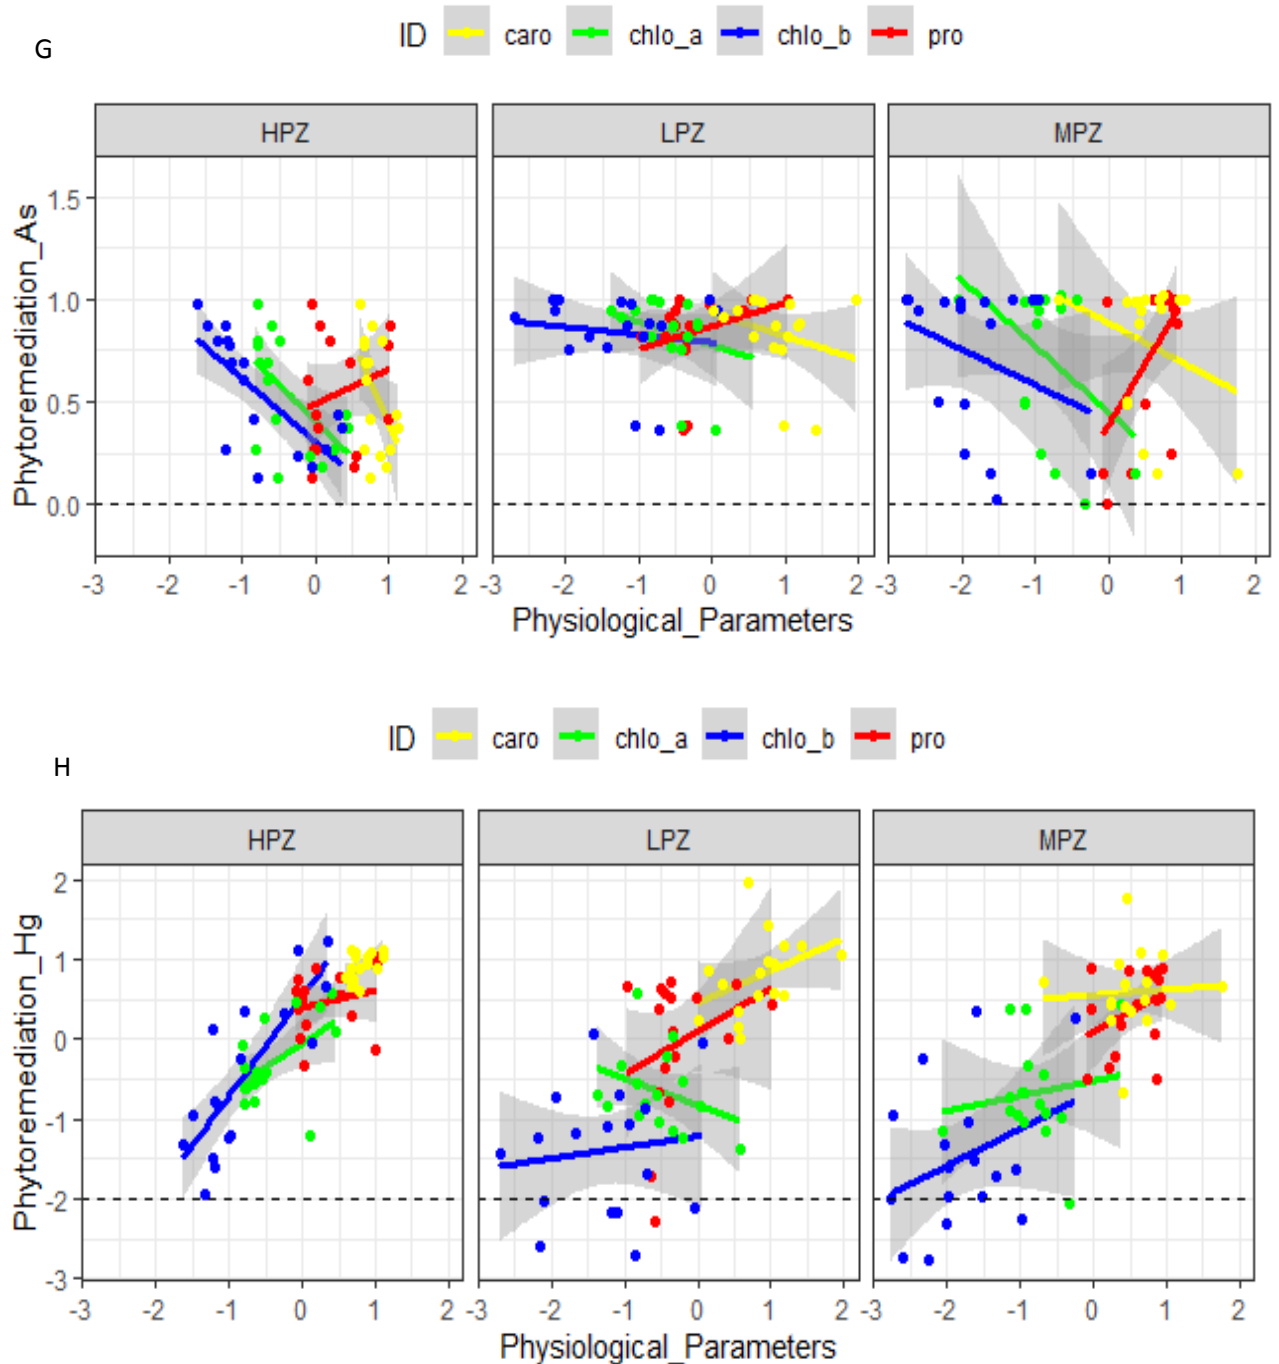 G
ID caro chlo_a chlo_b pro
HPZ LPZ MPZ
Phytoremediation_As
1.5
1.0
0.5
0.0
-3 -2 -1 0 1 2 -3 -2 -1 0 1 2 -3 -2 -1 0 1 2
Physiological_Parameters
H
ID caro chlo_a chlo_b pro
HPZ LPZ MPZ
Phytoremediation_Hg
2
1
0
-1
-2
-3
-3 -2 -1 0 1 2 -3 -2 -1 0 1 2 -3 -2 -1 0 1 2
Physiological_Parameters